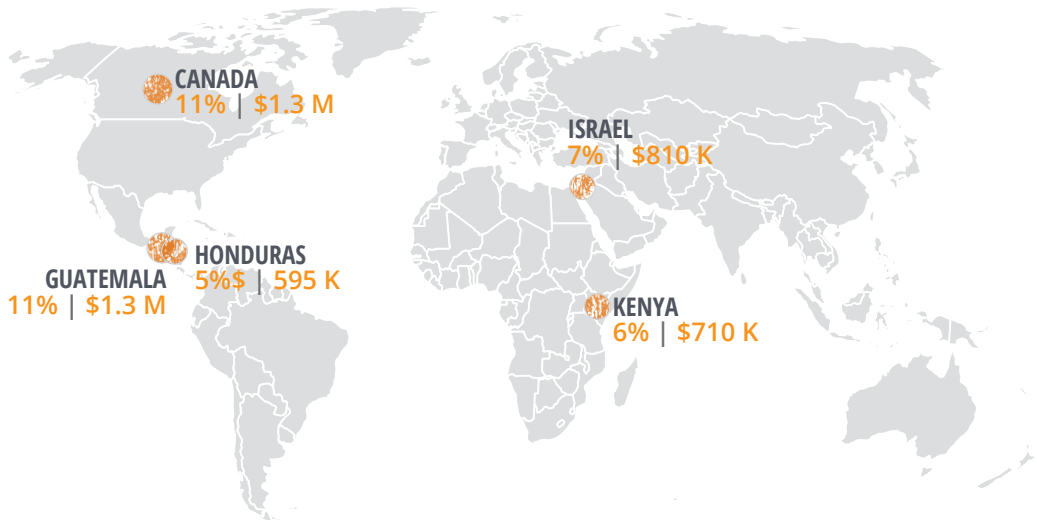 CANADA
11% | $1.3 M
ISRAEL
7% | $810 K
HONDURAS
5%$ | 595 K
GUATEMALA
11% | $1.3 M
KENYA
6% | $710 K